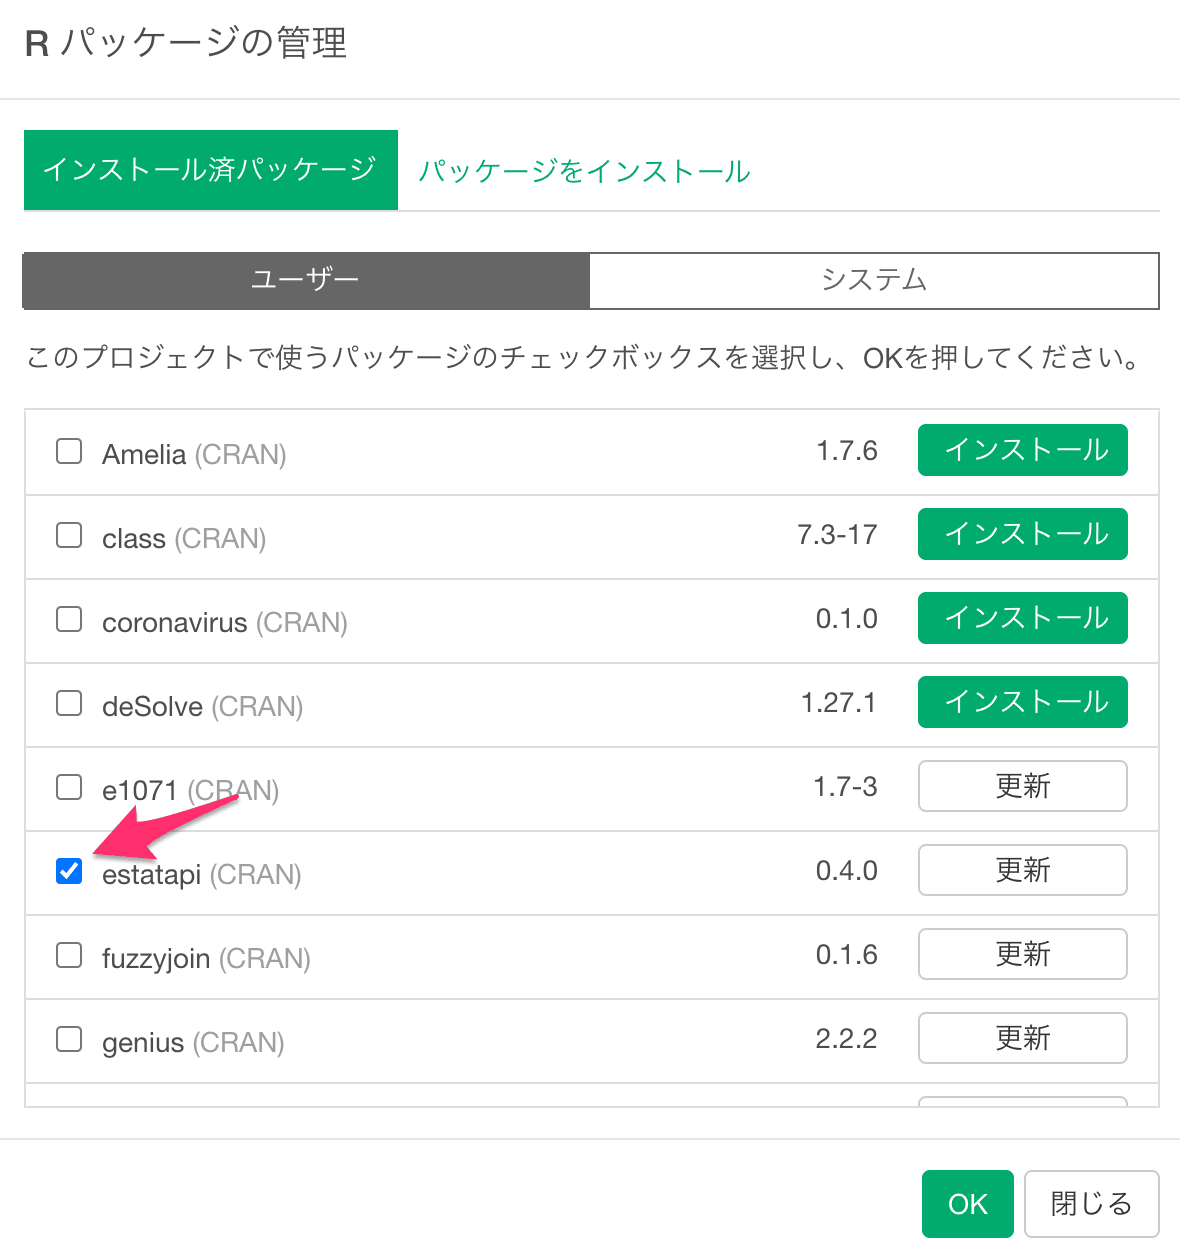 R パッケージの管理
インストール済パッケージ パッケージをインストール
ユーザー システム
このプロジェクトで使うパッケージのチェックボックスを選択し、OKを押してください。
Amelia (CRAN) 1.7.6 インストール
class (CRAN) 7.3-17 インストール
coronavirus (CRAN) 0.1.0 インストール
deSolve (CRAN) 1.27.1 インストール
e1071 (CRAN) 1.7-3 更新
estatapi (CRAN) 0.4.0 更新
fuzzyjoin (CRAN) 0.1.6 更新
genius (CRAN) 2.2.2 更新
OK 閉じる